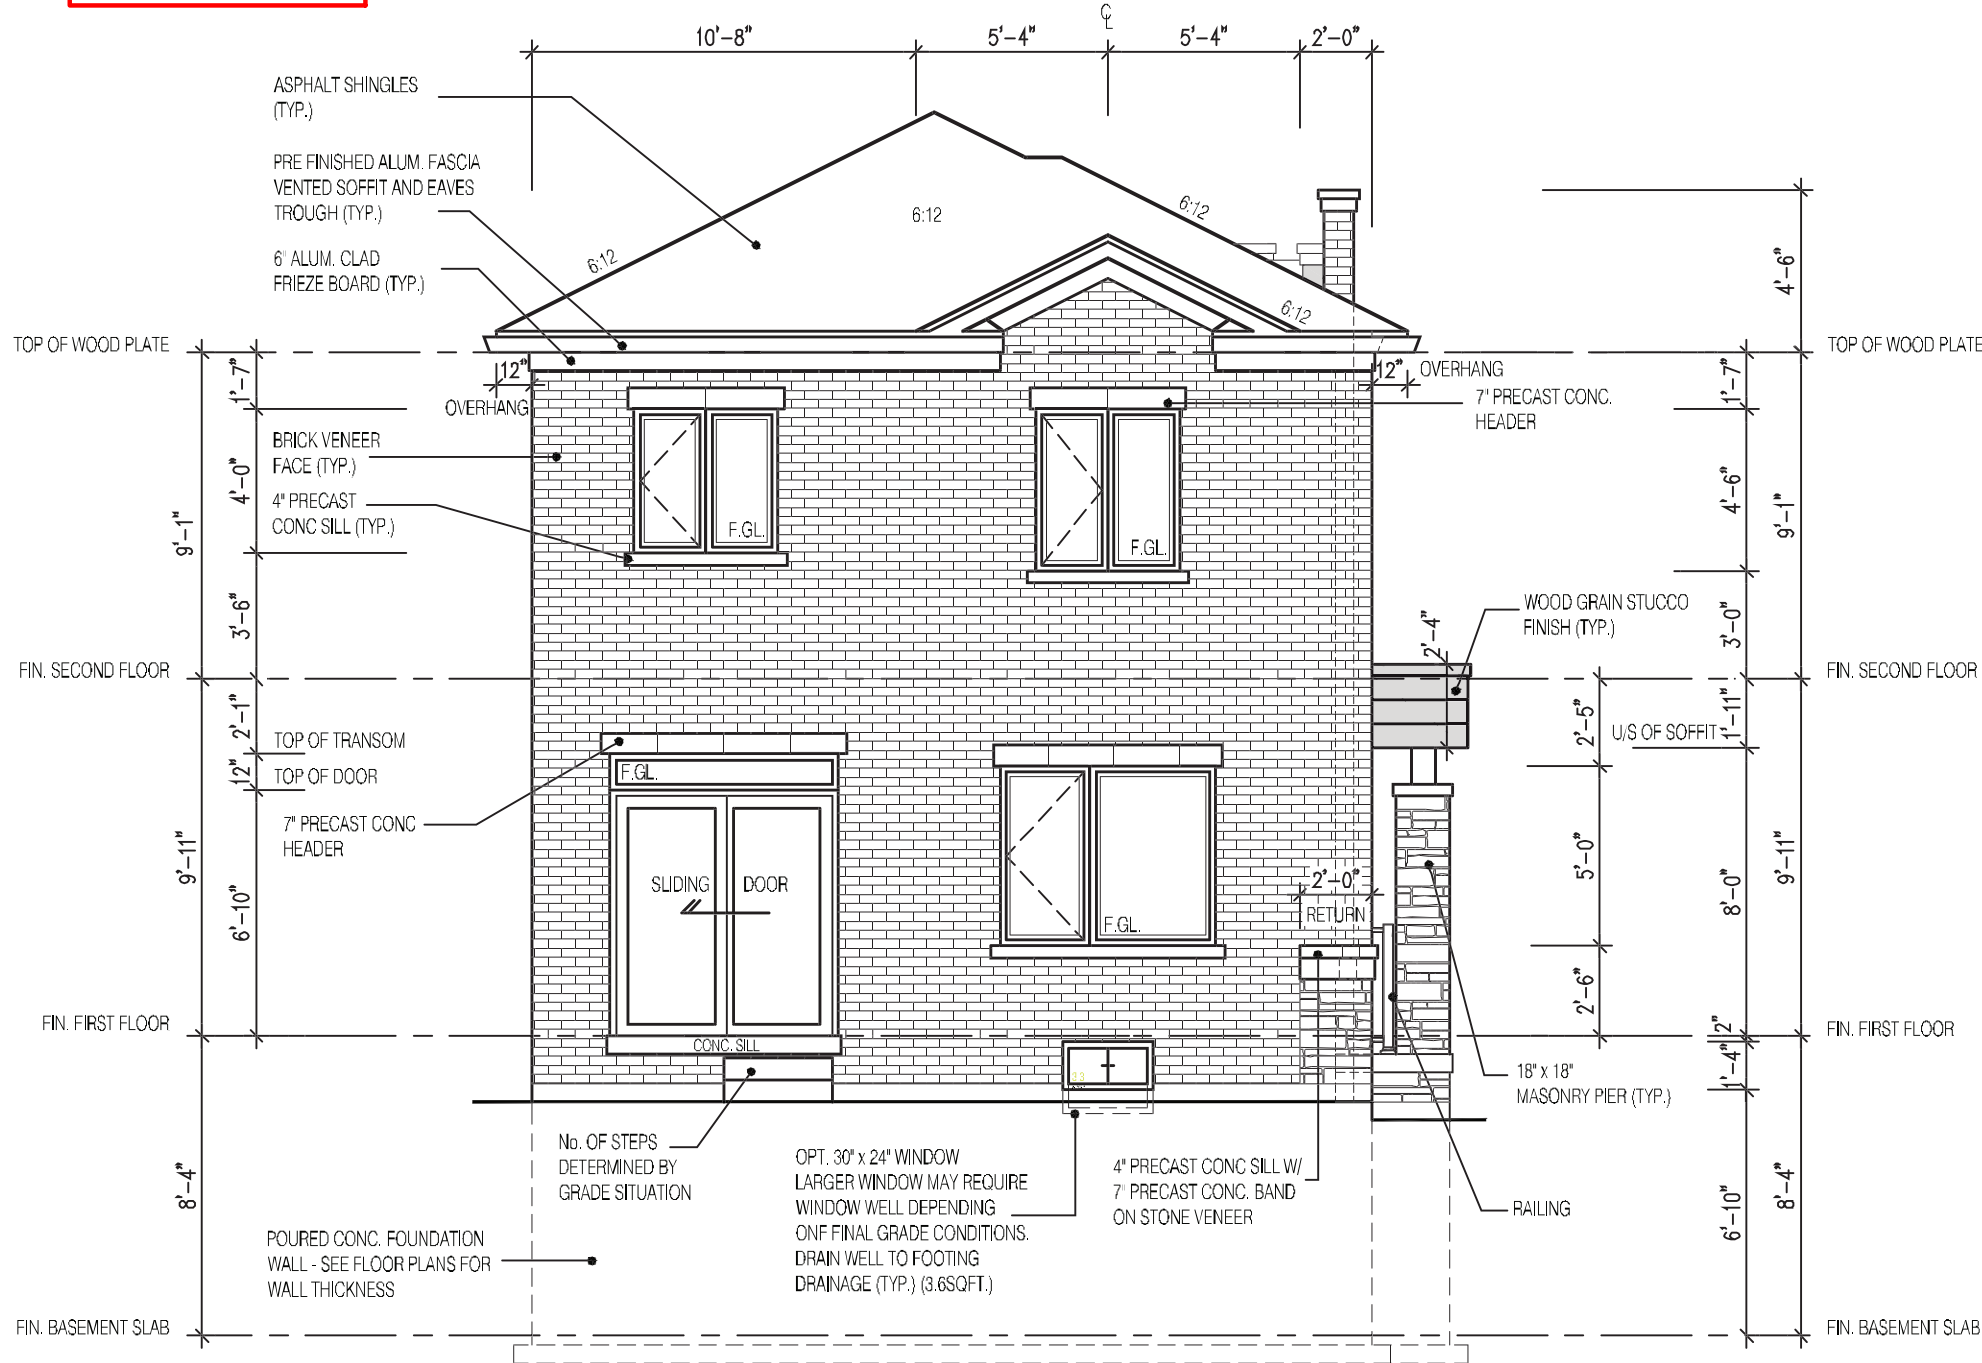 ℄
10'-8"
5'-4"
5'-4"
2'-0"
ASPHALT SHINGLES
(TYP.)
PRE FINISHED ALUM. FASCIA
VENTED SOFFIT AND EAVES
TROUGH (TYP.)
6" ALUM. CLAD
FRIEZE BOARD (TYP.)
6:12
6:12
6:12
6:12
4'-6"
TOP OF WOOD PLATE
TOP OF WOOD PLATE
12"
OVERHANG
12"
OVERHANG
1'-7"
1'-7"
7" PRECAST CONC.
HEADER
BRICK VENEER
FACE (TYP.)
4" PRECAST
CONC SILL (TYP.)
4'-0"
9'-1"
3'-6"
F.GL.
F.GL.
4'-6"
9'-1"
3'-0"
WOOD GRAIN STUCCO
FINISH (TYP.)
2'-4"
FIN. SECOND FLOOR
FIN. SECOND FLOOR
2'-1"
TOP OF TRANSOM
12"
TOP OF DOOR
7" PRECAST CONC
HEADER
9'-11"
6'-10"
F.GL.
SLIDING
DOOR
F.GL.
2'-5"
1'-11"
U/S OF SOFFIT
5'-0"
8'-0"
9'-11"
2'-0"
RETURN
2'-6"
FIN. FIRST FLOOR
CONC. SILL
2"
FIN. FIRST FLOOR
1'-4"
18" x 18"
MASONRY PIER (TYP.)
No. OF STEPS
DETERMINED BY
GRADE SITUATION
OPT. 30" x 24" WINDOW
LARGER WINDOW MAY REQUIRE
WINDOW WELL DEPENDING
ONF FINAL GRADE CONDITIONS.
DRAIN WELL TO FOOTING
DRAINAGE (TYP.) (3.6SQFT.)
4" PRECAST CONC SILL W/
7" PRECAST CONC. BAND
ON STONE VENEER
RAILING
8'-4"
6'-10"
8'-4"
POURED CONC. FOUNDATION
WALL - SEE FLOOR PLANS FOR
WALL THICKNESS
FIN. BASEMENT SLAB
FIN. BASEMENT SLAB